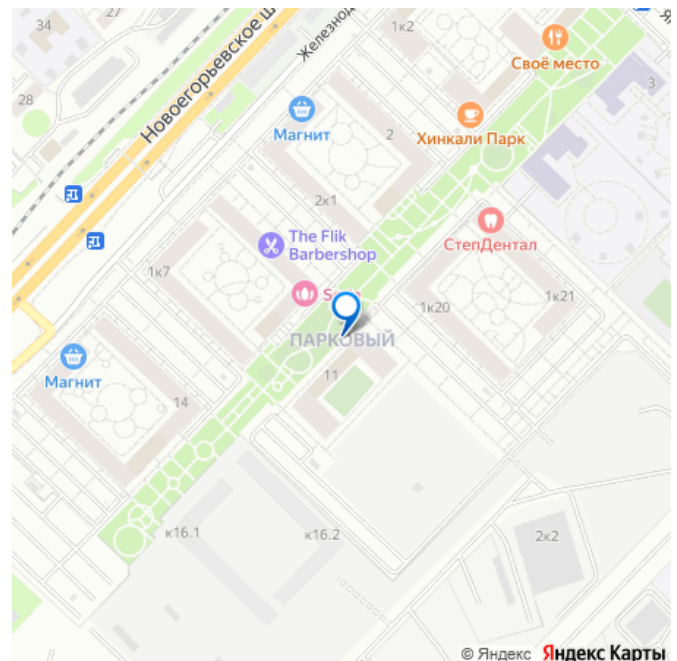 34
27
1к2
Своё место
3
28
Новоегорьевское ш
Железнод
Магнит
2
Хинкали Парк
2к1
The Flik
Barbershop
СтепДентал
1к7
1к20
1к21
ПАРКОВЫЙ
11
Магнит
14
к16.1
к16.2
2к2
© Яндекс Яндекс Карты